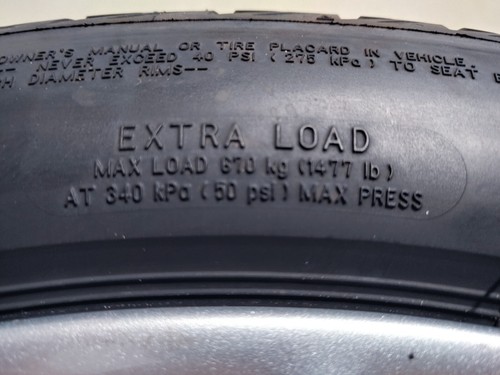 OWNER'S MANUAL OR TIRE PLACARD IN VEHICLE.
NEVER EXCEED 40 PSI (275 KPa) TO SEAT
DIAMETER RIMS--
EXTRA LOAD
MAX LOAD 670 kg (1477 lb)
AT 340 kPa (50 psi) MAX PRESS